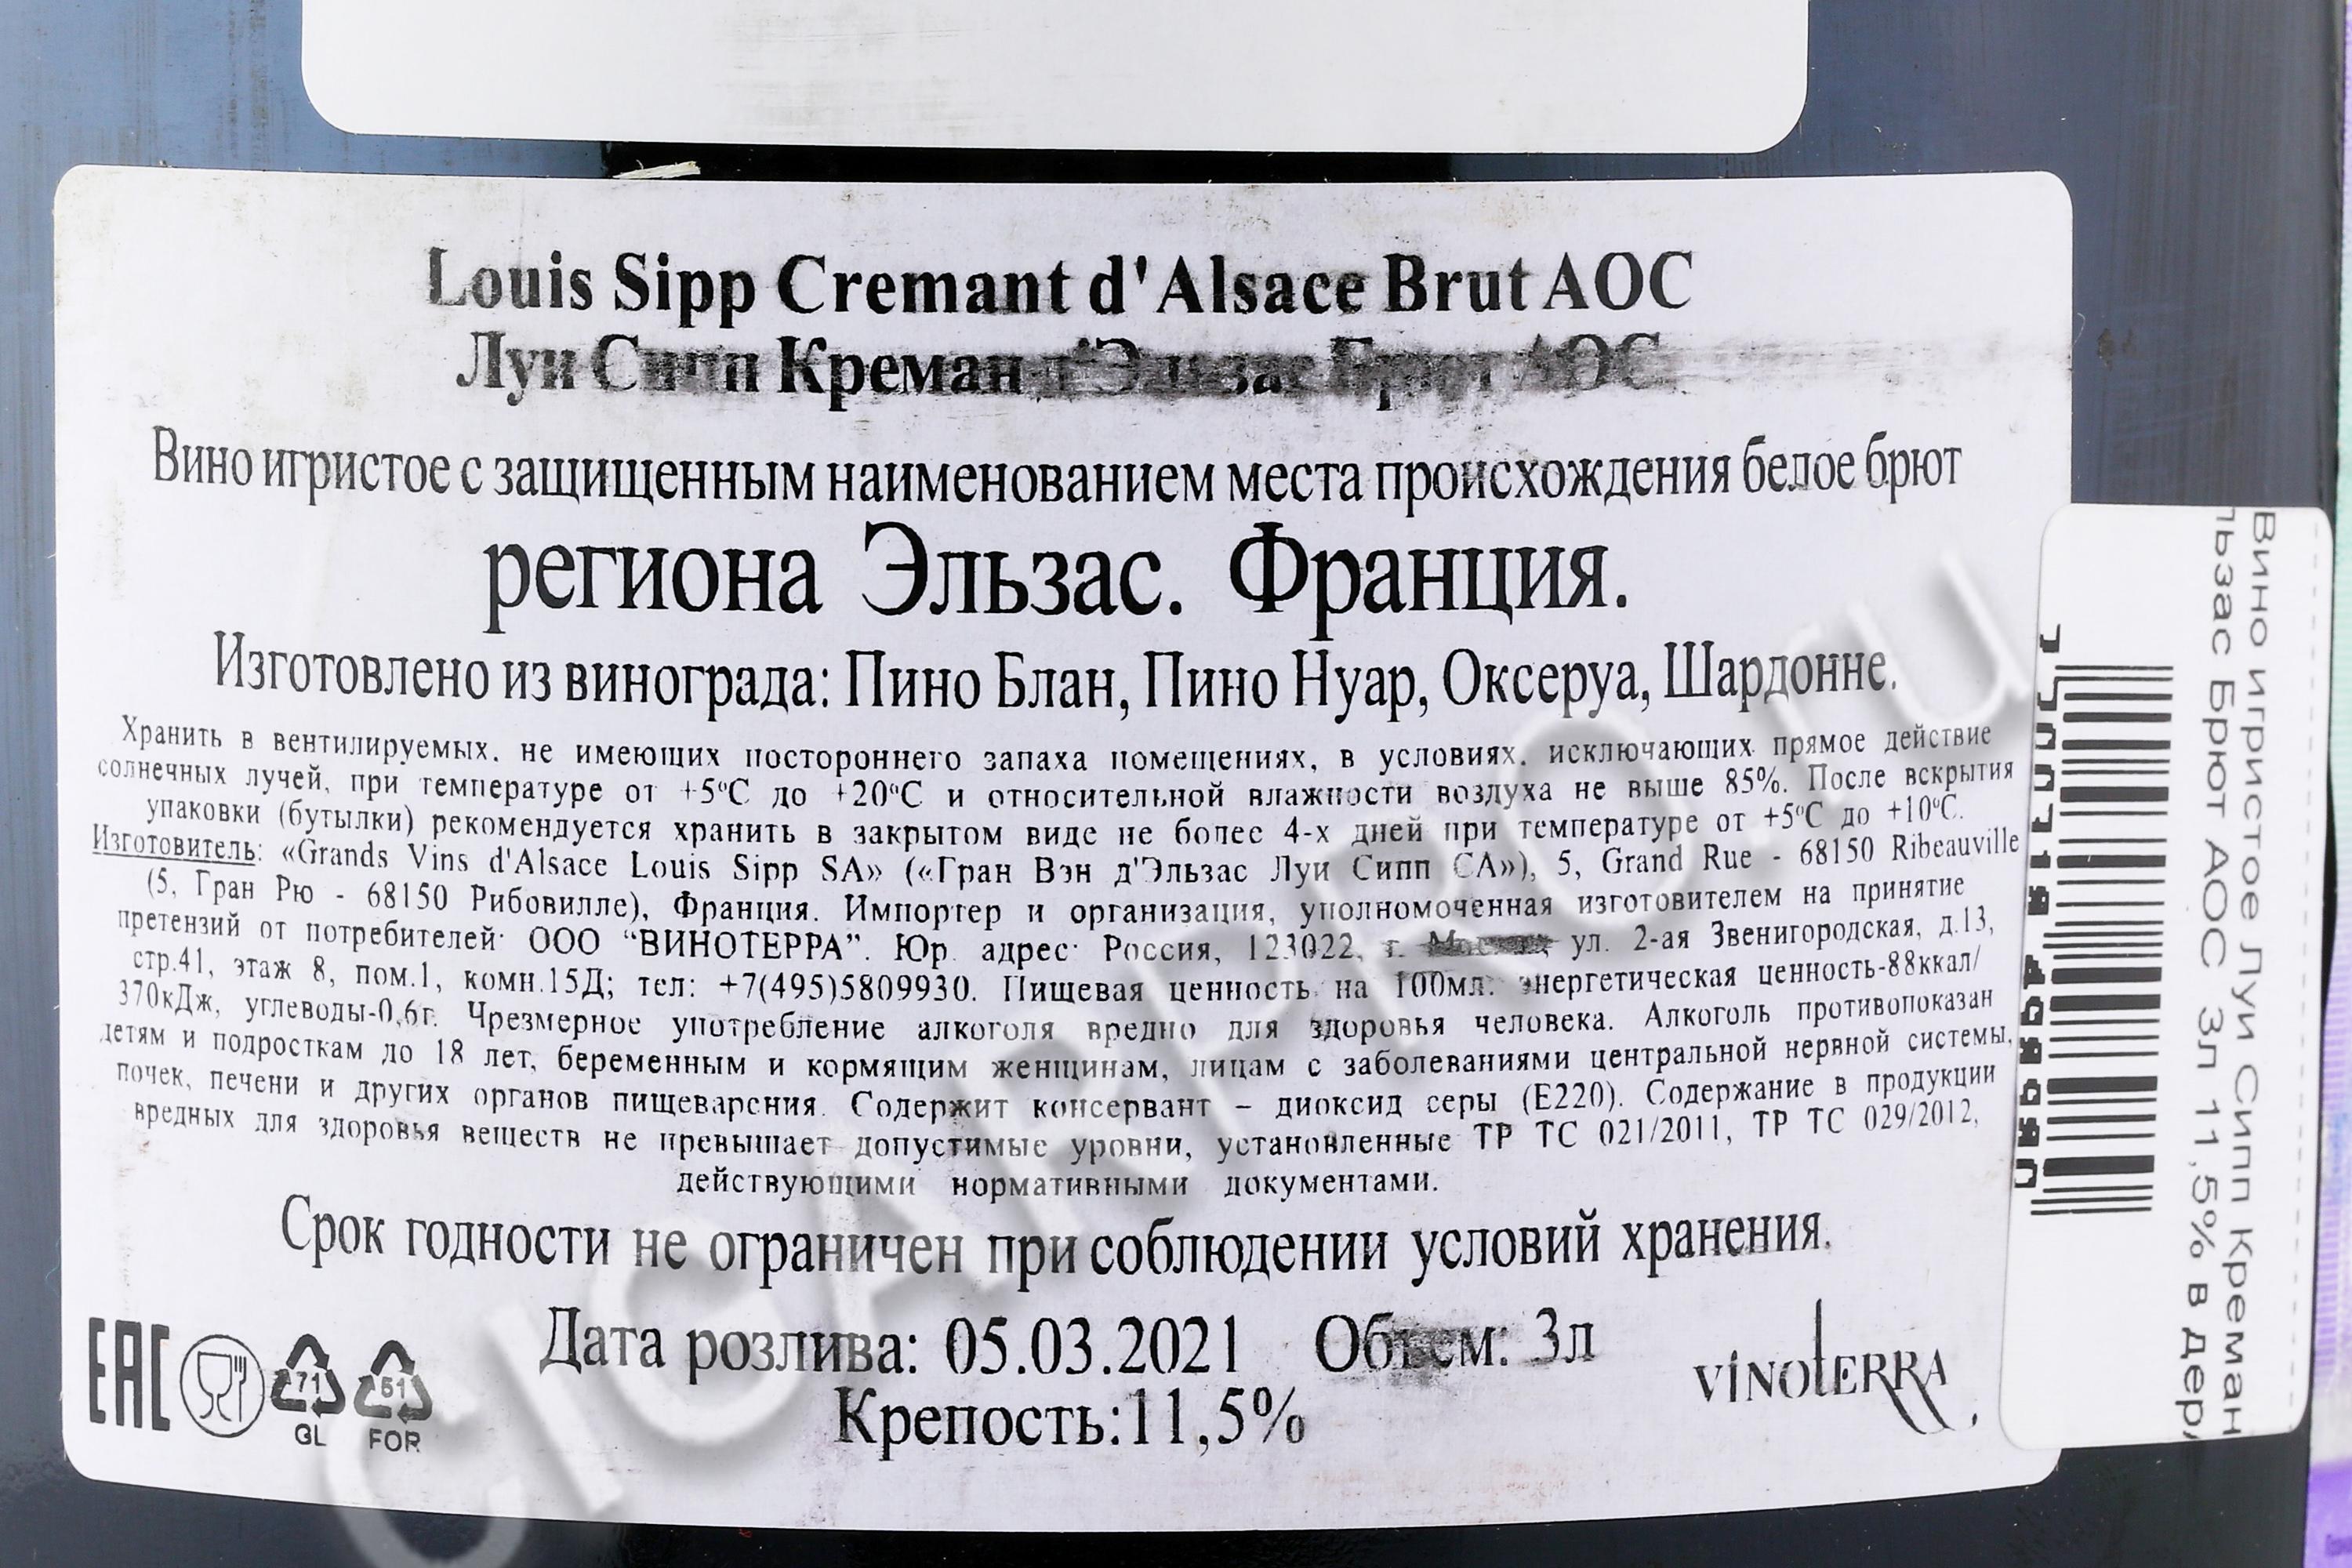 Louis Sipp Cremant d'Alsace Brut AOC
Луи Сипп Креман д'Эльзас Брют АОС
Вино игристое с защищенным наименованием места происхождения белое брют
региона Эльзас. Франция.
Изготовлено из винограда: Пино Блан, Пино Нуар, Оксеруа, Шардонне.
Хранить в вентилируемых, не имеющих постороннего запаха помещениях, в условиях, исключающих прямое действие
солнечных лучей, при температуре от +5ºС до +20ºС и относительной влажности воздуха не выше 85%. После вскрытия
упаковки (бутылки) рекомендуется хранить в закрытом виде не более 4-х дней при температуре от +5ºС до +10ºС.
Изготовитель: «Grands Vins d'Alsace Louis Sipp SA» («Гран Вэн д'Эльзас Луи Сипп СА»), 5, Grand Rue - 68150 Ribeauville
(5, Гран Рю - 68150 Рибовилле), Франция. Импортер и организация, уполномоченная изготовителем на принятие
претензий от потребителей: ООО “ВИНОТЕРРА”. Юр. адрес: Россия, 123022, г. Москва, ул. 2-ая Звенигородская, д.13,
стр.41, этаж 8, пом.1, комн.15Д; тел: +7(495)5809930. Пищевая ценность на 100мл: энергетическая ценность-88ккал/
370кДж, углеводы-0,6г. Чрезмерное употребление алкоголя вредно для здоровья человека. Алкоголь противопоказан
детям и подросткам до 18 лет, беременным и кормящим женщинам, лицам с заболеваниями центральной нервной системы,
почек, печени и других органов пищеварения. Содержит консервант – диоксид серы (Е220). Содержание в продукции
вредных для здоровья веществ не превышает допустимые уровни, установленные ТР ТС 021/2011, ТР ТС 029/2012,
действующими нормативными документами.
Срок годности не ограничен при соблюдении условий хранения.
Дата розлива: 05.03.2021 Объем: 3л
Крепость:11,5%
EAC
71
GL
51
FOR
VINOTERRA
Вино игристое Луи Сипп Креман
льзас Брют АОС 3л 11,5% в дер
CIGARPRO.ru